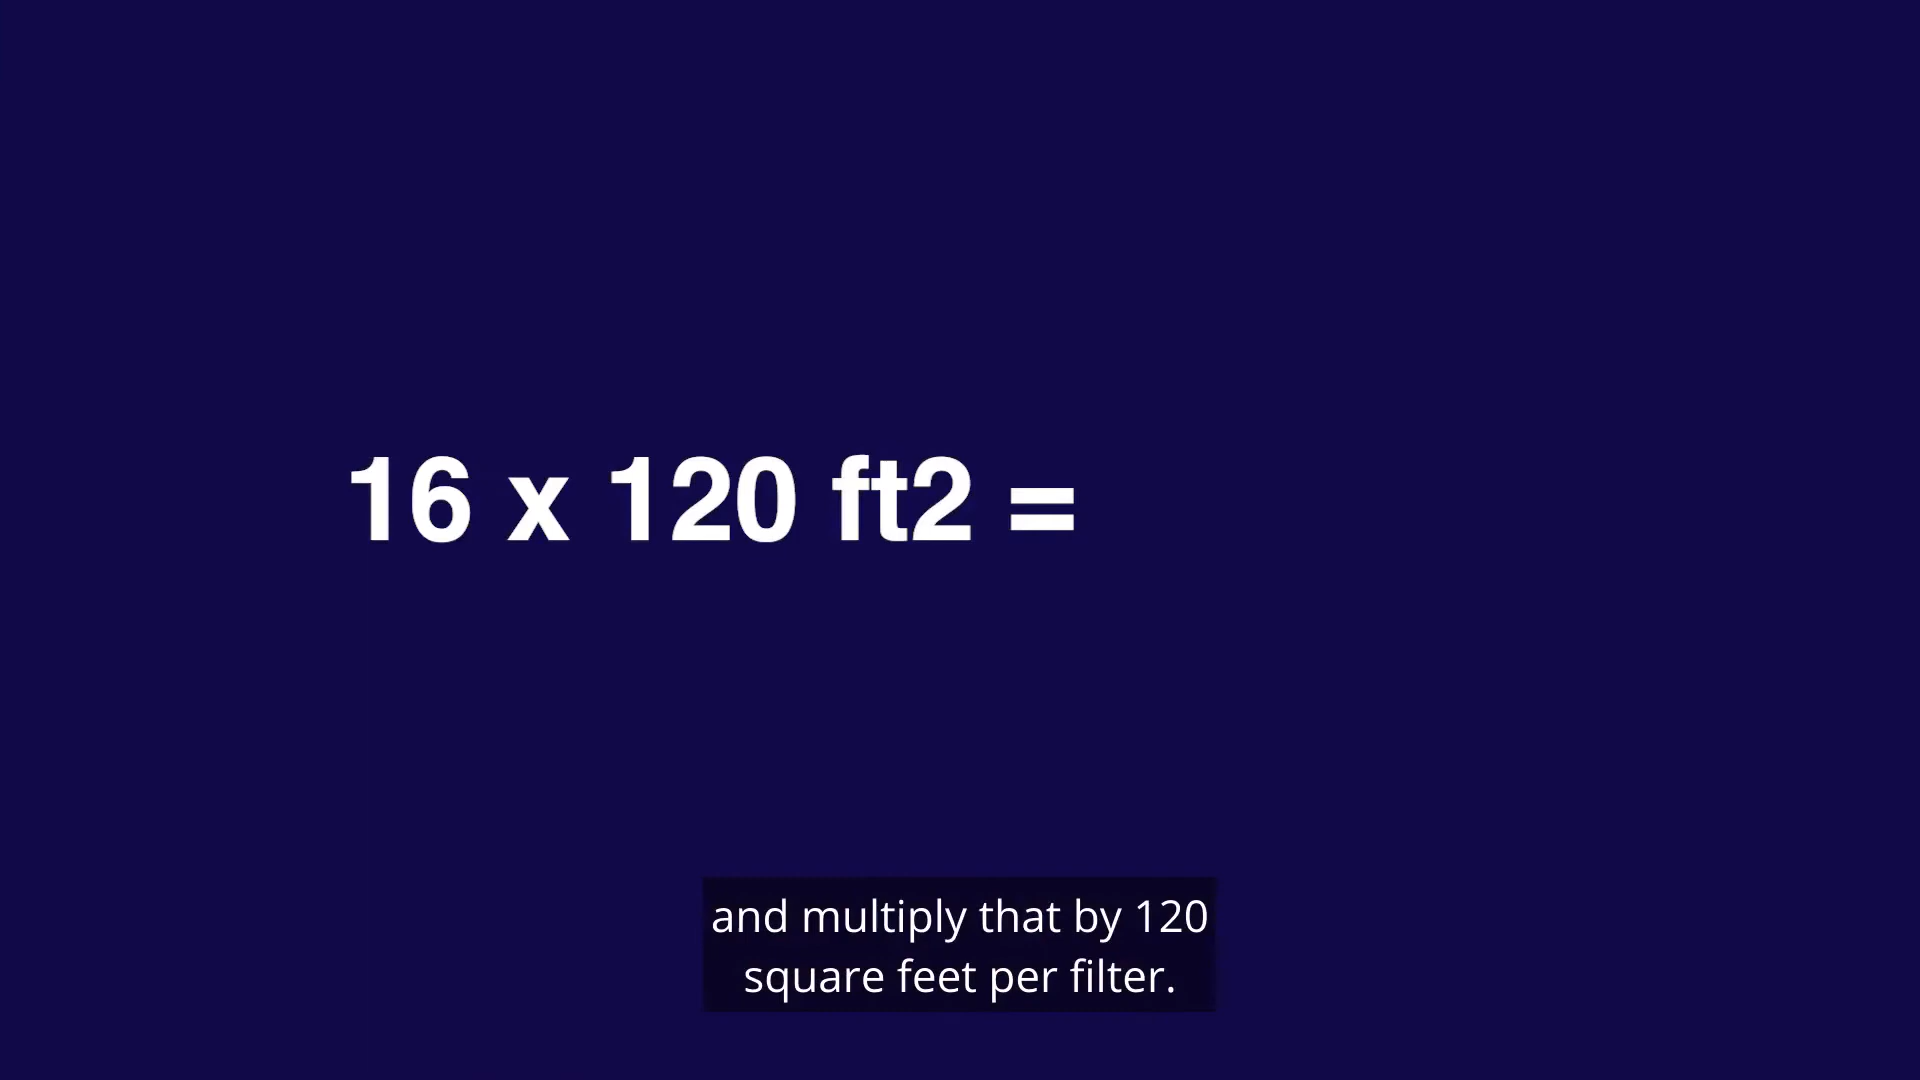 16 x 120 ft2 =
and multiply that by 120
square feet per filter.